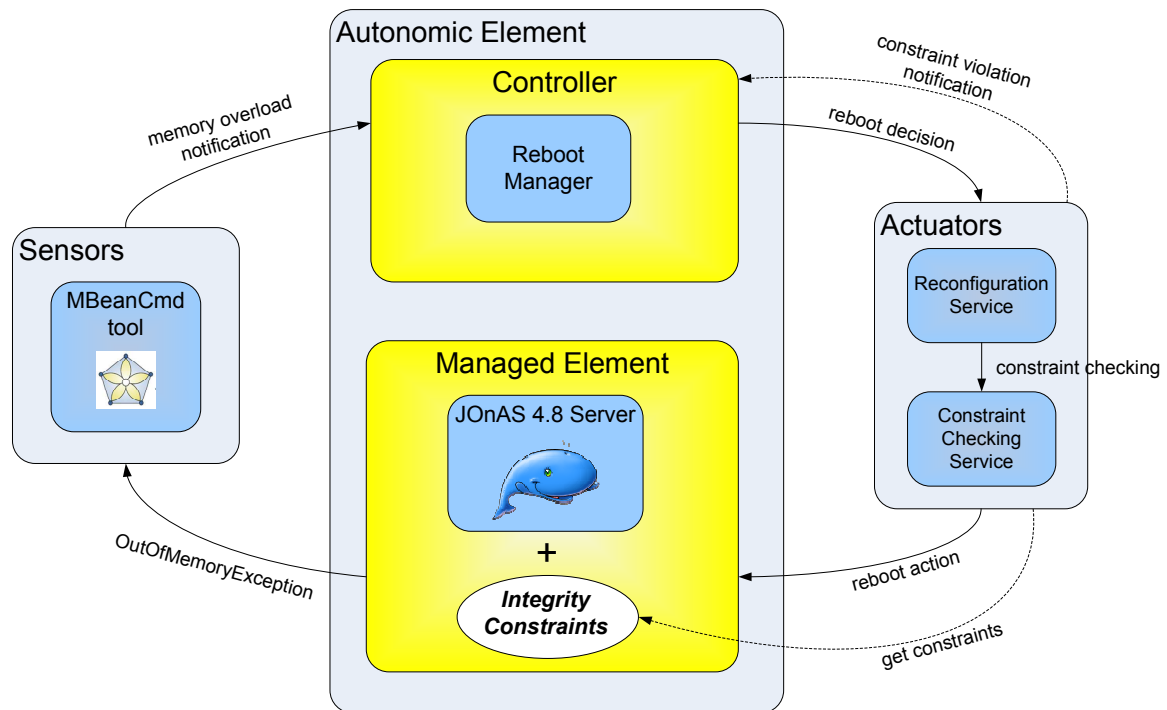 Autonomic Element
Controller
Reboot
Manager
constraint violation
notification
memory overload
notification
reboot decision
Sensors
MBeanCmd
tool
Actuators
Reconfiguration
Service
constraint checking
Constraint
Checking
Service
Managed Element
JOnAS 4.8 Server
+
Integrity
Constraints
OutOfMemoryException
reboot action
get constraints